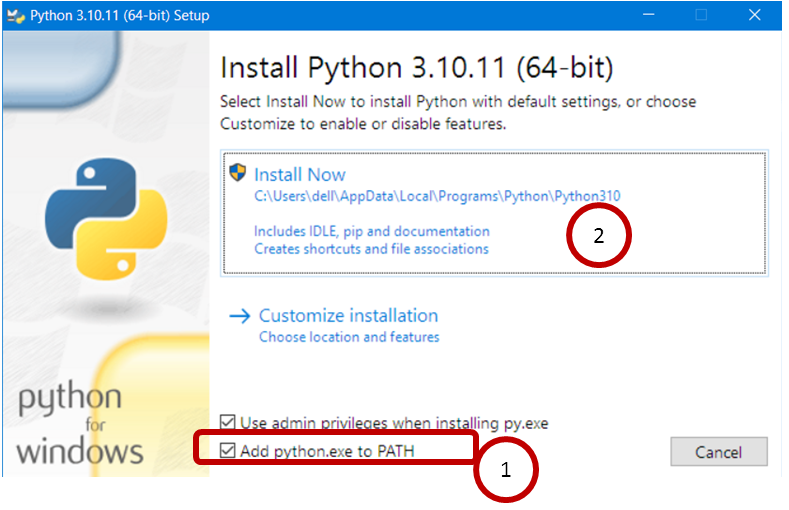 Python 3.10.11 (64-bit) Setup
Install Python 3.10.11 (64-bit)
Select Install Now to install Python with default settings, or choose
Customize to enable or disable features.
Install Now
C:\Users\dell\AppData\Local\Programs\Python\Python310
Includes IDLE, pip and documentation
Creates shortcuts and file associations
2
Customize installation
Choose location and features
python
for
windows
Use admin privileges when installing py.exe
Add python.exe to PATH
1
Cancel